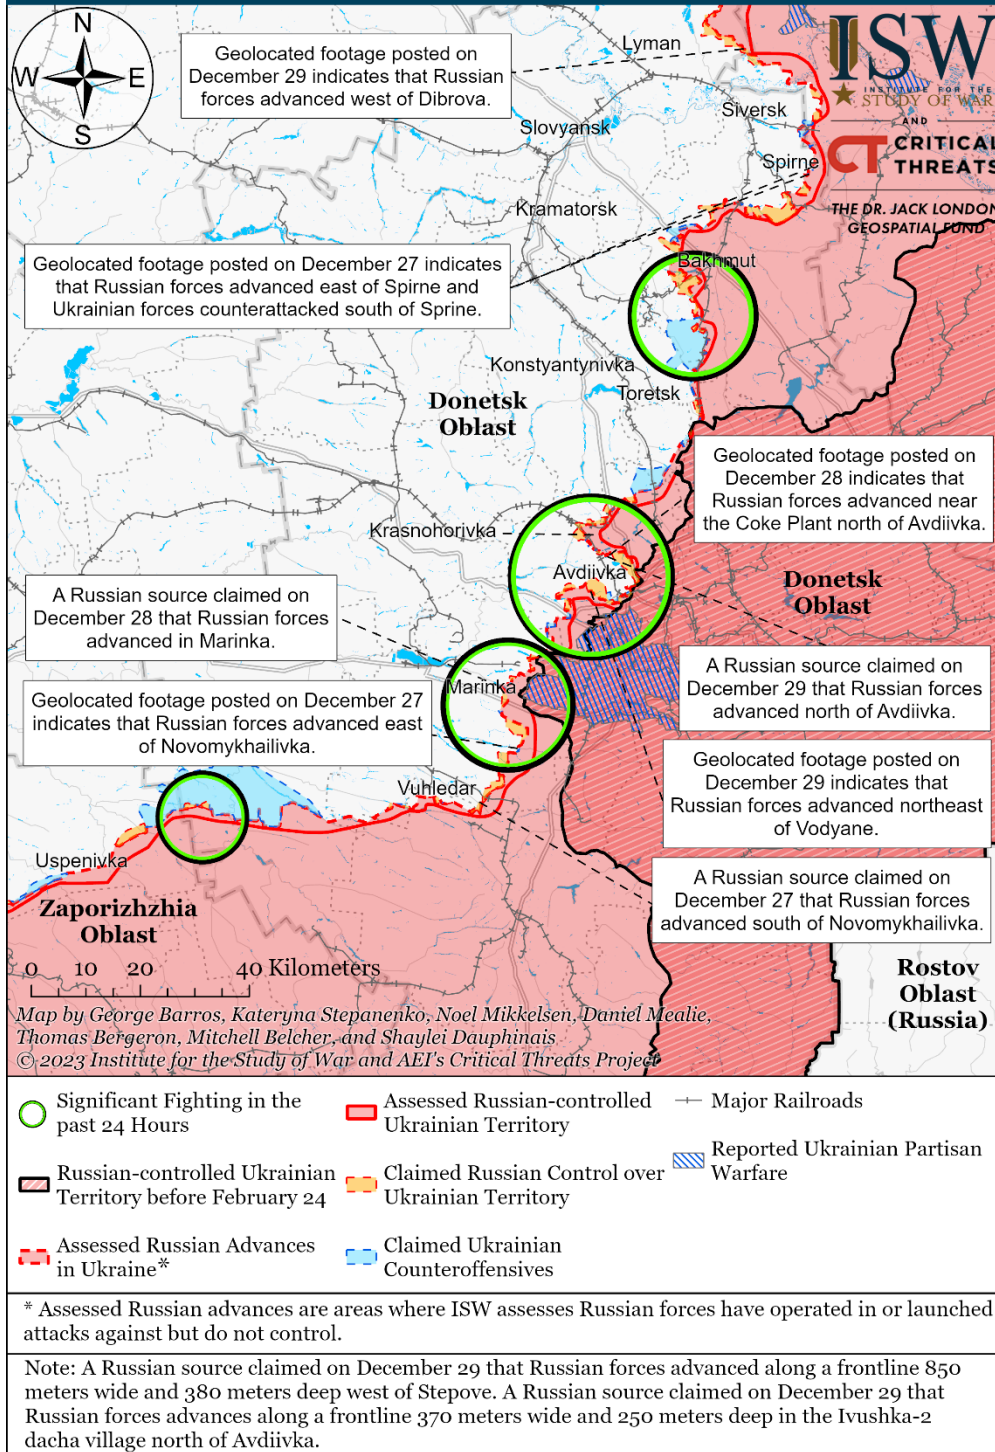 N
W
E
S
Geolocated footage posted on
December 29 indicates that Russian
forces advanced west of Dibrova.
Lyman
ISW
INSTITUTE FOR THE
STUDY OF WAR
AND
CT CRITICAL
THREATS
THE DR. JACK LONDON
GEOSPATIAL FUND
Siversk
Slovyansk
Spirne
Kramatorsk
Geolocated footage posted on December 27 indicates
that Russian forces advanced east of Spirne and
Ukrainian forces counterattacked south of Sprine.
Bakhmut
Konstyantynivka
Toretsk
Donetsk
Oblast
Geolocated footage posted on
December 28 indicates that
Russian forces advanced near
the Coke Plant north of Avdiivka.
Krasnohorivka
Avdiivka
Donetsk
Oblast
A Russian source claimed on
December 28 that Russian forces
advanced in Marinka.
A Russian source claimed on
December 29 that Russian forces
advanced north of Avdiivka.
Marinka
Geolocated footage posted on December 27
indicates that Russian forces advanced east
of Novomykhailivka.
Geolocated footage posted on
December 29 indicates that
Russian forces advanced northeast
of Vodyane.
Vuhledar
Uspenivka
A Russian source claimed on
December 27 that Russian forces
advanced south of Novomykhailivka.
Zaporizhzhia
Oblast
Rostov
Oblast
(Russia)
0 10 20 40 Kilometers
Map by George Barros, Kateryna Stepanenko, Noel Mikkelsen, Daniel Mealie,
Thomas Bergeron, Mitchell Belcher, and Shaylei Dauphinais
© 2023 Institute for the Study of War and AEI's Critical Threats Project
Significant Fighting in the
past 24 Hours
Russian-controlled Ukrainian
Territory before February 24
Assessed Russian Advances
in Ukraine*
Assessed Russian-controlled
Ukrainian Territory
Claimed Russian Control over
Ukrainian Territory
Claimed Ukrainian
Counteroffensives
Major Railroads
Reported Ukrainian Partisan
Warfare
* Assessed Russian advances are areas where ISW assesses Russian forces have operated in or launched
attacks against but do not control.
Note: A Russian source claimed on December 29 that Russian forces advanced along a frontline 850
meters wide and 380 meters deep west of Stepove. A Russian source claimed on December 29 that
Russian forces advances along a frontline 370 meters wide and 250 meters deep in the Ivushka-2
dacha village north of Avdiivka.